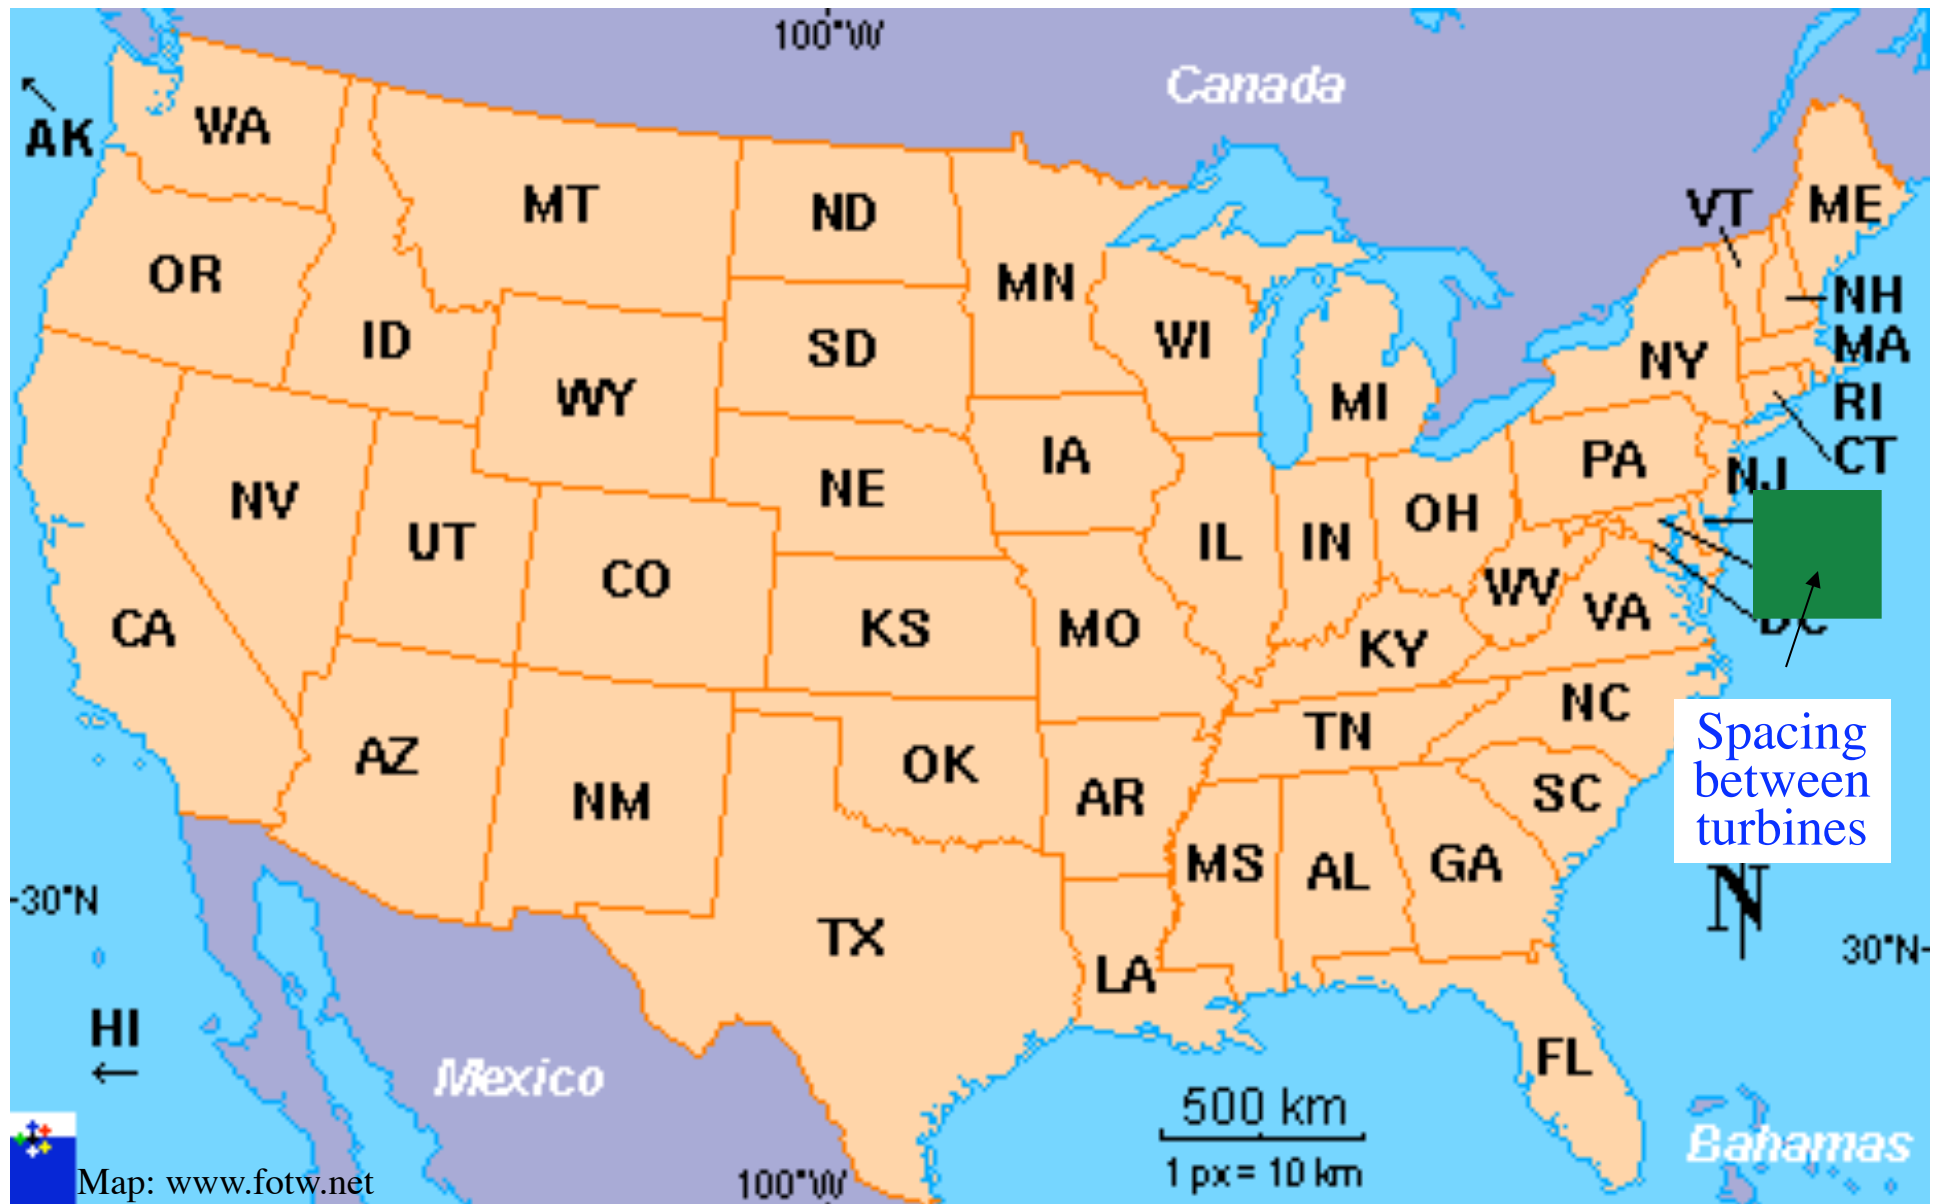 100°W
Canada
AK
WA
MT
ND
VT
ME
OR
MN
NH
ID
SD
WI
MA
NY
WY
MI
RI
IA
PA
CT
NV
NE
NJ
UT
OH
CO
IL
IN
WV
VA
CA
KS
MO
KY
DC
NC
AZ
TN
Spacing
between
turbines
NM
OK
AR
SC
MS
AL
GA
30°N
N
TX
30°N
LA
HI
FL
Mexico
500 km
Bahamas
1 px = 10 km
Map: www.fotw.net
100°W